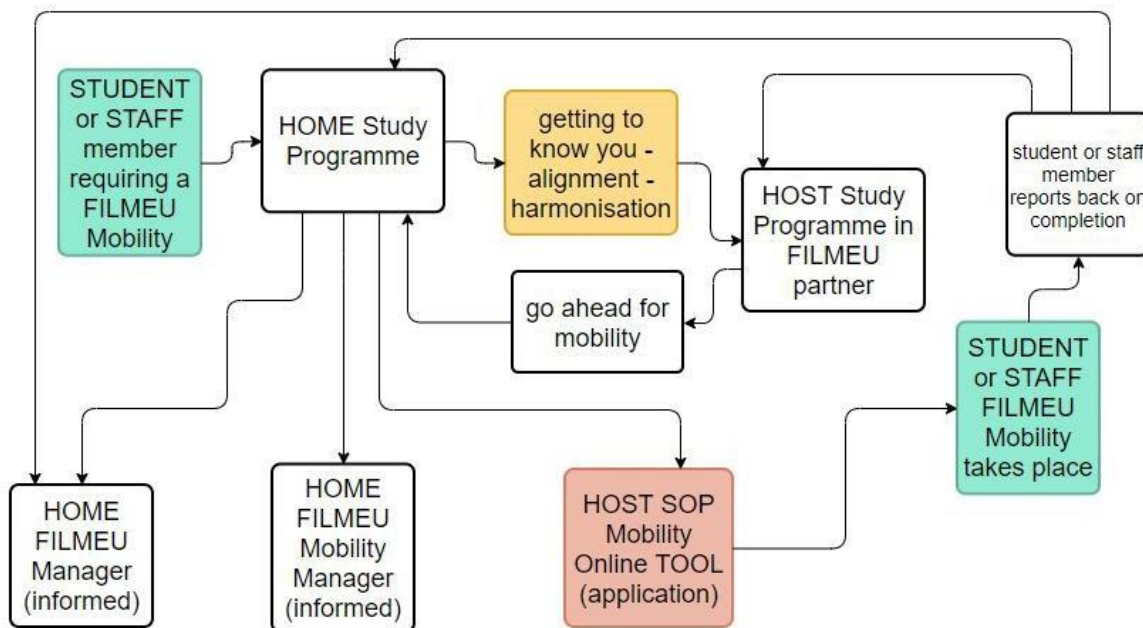 STUDENT
or STAFF
member
requiring a
FILMEU
Mobility
HOME Study
Programme
getting to
know you -
alignment -
harmonisation
HOST Study
Programme in
FILMEU
partner
student or staff
member
reports back on
completion
go ahead for
mobility
STUDENT
or STAFF
FILMEU
Mobility
takes place
HOME
FILMEU
Manager
(informed)
HOME
FILMEU
Mobility
Manager
(informed)
HOST SOP
Mobility
Online TOOL
(application)